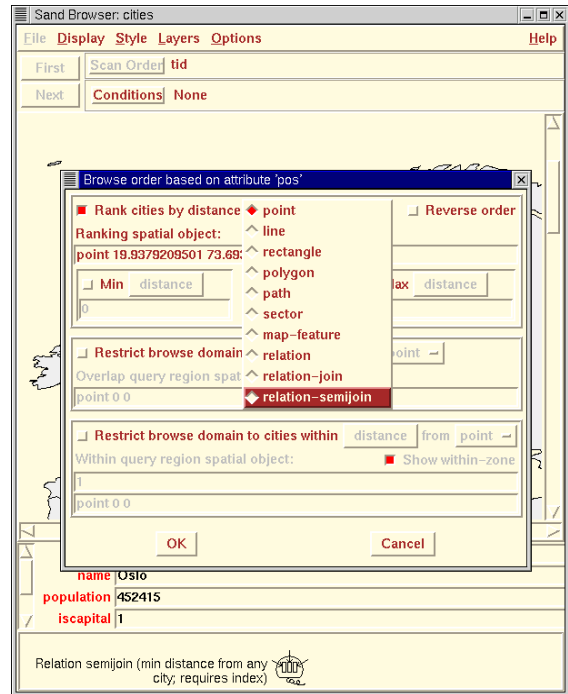 Sand Browser: cities
File Display Style Layers Options Help
First Scan Order tid
Next Conditions None
Browse order based on attribute 'pos'
Rank cities by distance point Reverse order
Ranking spatial object: line
point 19.9379209501 rectangle
polygon
Min distance path distance
0 sector
map-feature
Restrict browse domain relation point
Overlap query region relation-join
point 0 0 relation-semijoin
Restrict browse domain to cities within distance from point
Within query region spatial object: Show within-zone
1
point 0 0
OK Cancel
name Oslo
population 452415
iscapital 1
Relation semijoin (min distance from any
city; requires index)